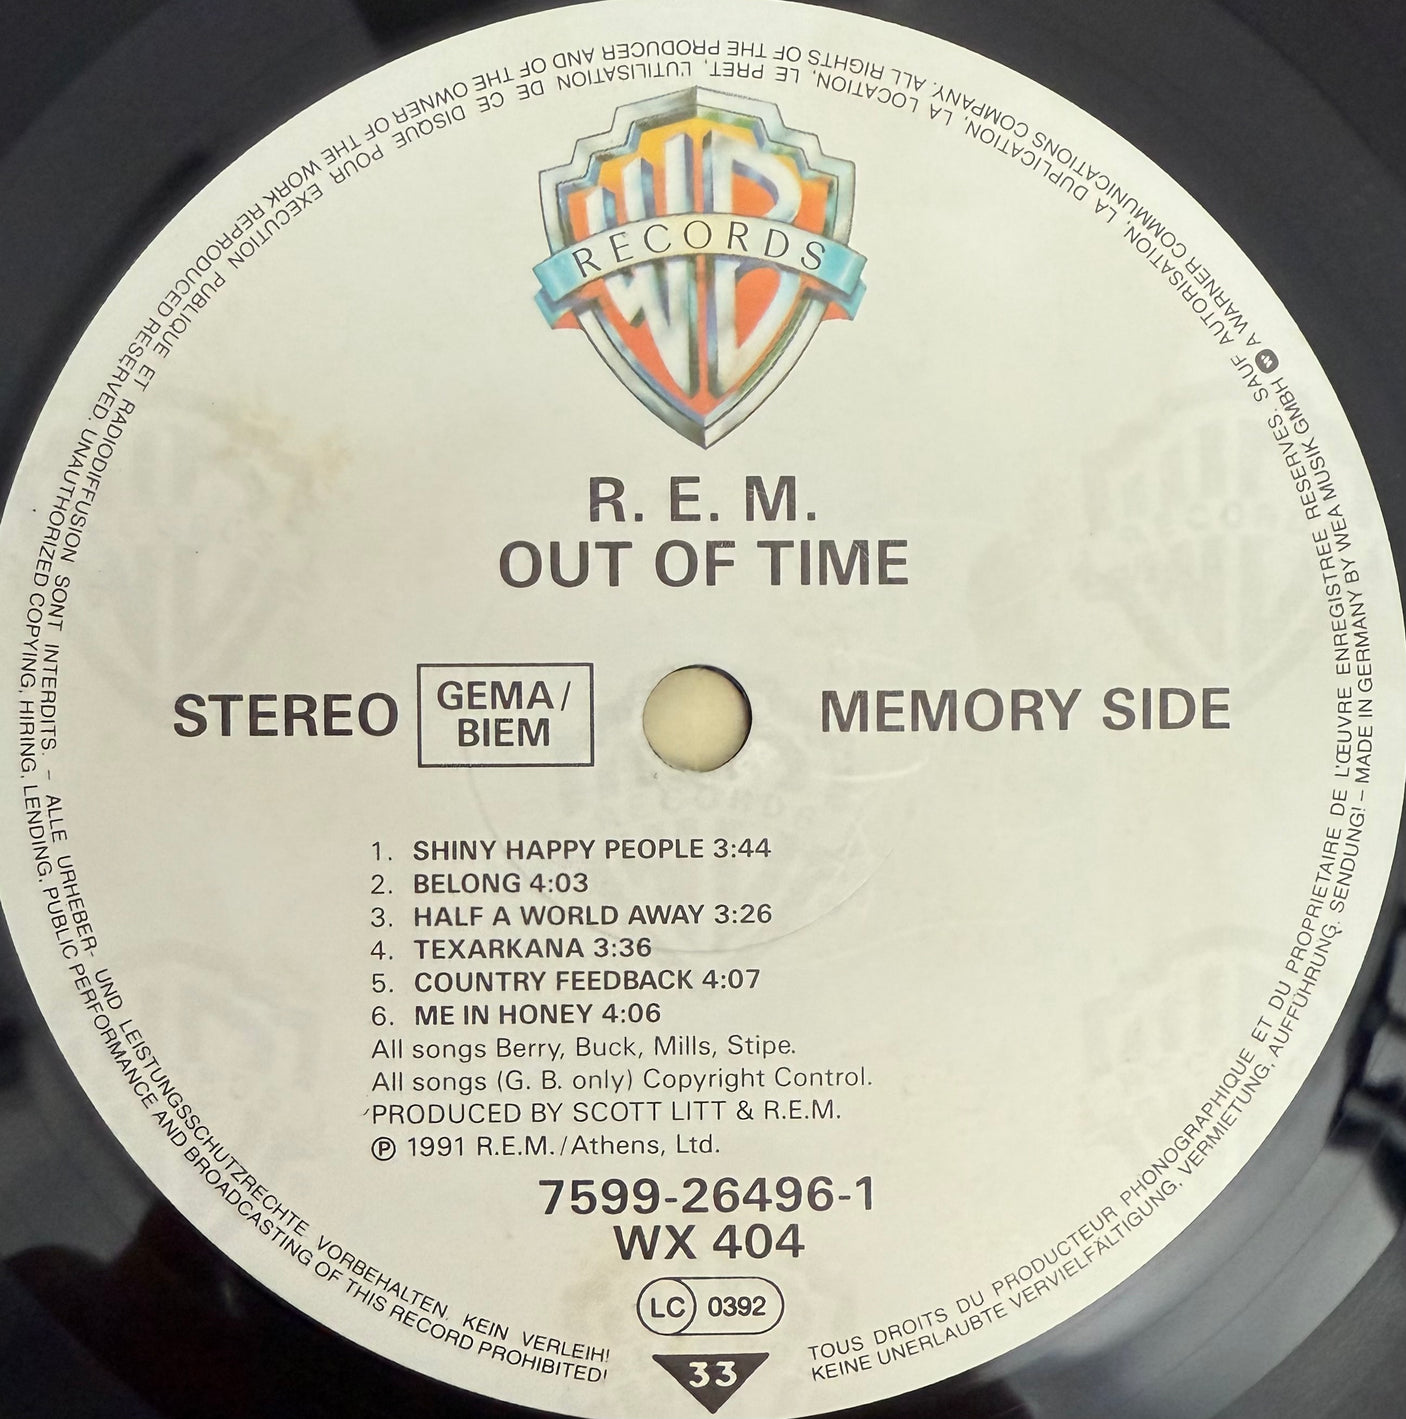 WB
RECORDS
R. E. M.
OUT OF TIME
STEREO
GEMA/
BIEM
MEMORY SIDE
1. SHINY HAPPY PEOPLE 3:44
2. BELONG 4:03
3. HALF A WORLD AWAY 3:26
4. TEXARKANA 3:36
5. COUNTRY FEEDBACK 4:07
6. ME IN HONEY 4:06
All songs Berry, Buck, Mills, Stipe.
All songs (G. B. only) Copyright Control.
PRODUCED BY SCOTT LITT & R.E.M.
Ⓟ 1991 R.E.M./Athens, Ltd.
7599-26496-1
WX 404
LC 0392
33
TOUS DROITS DU PRODUCTEUR PHONOGRAPHIQUE ET DU PROPRIETAIRE DE L'ŒUVRE ENREGISTREE RESERVES. SAUF AUTORISATION, LA DUPLICATION, LA LOCATION, LE PRET, L'UTILISATION DE CE DISQUE POUR EXECUTION PUBLIQUE ET RADIODIFFUSION SONT INTERDITS. – ALLE URHEBER- UND LEISTUNGSSCHUTZRECHTE VORBEHALTEN. KEIN VERLEIH!
KEINE UNERLAUBTE VERVIELFÄLTIGUNG, VERMIETUNG, AUFFÜHRUNG, SENDUNG! – MADE IN GERMANY BY WEA MUSIK GMBH A WARNER COMMUNICATIONS COMPANY. ALL RIGHTS OF THE PRODUCER AND OF THE OWNER OF THE WORK REPRODUCED RESERVED. UNAUTHORIZED COPYING, HIRING, LENDING, PUBLIC PERFORMANCE AND BROADCASTING OF THIS RECORD PROHIBITED!